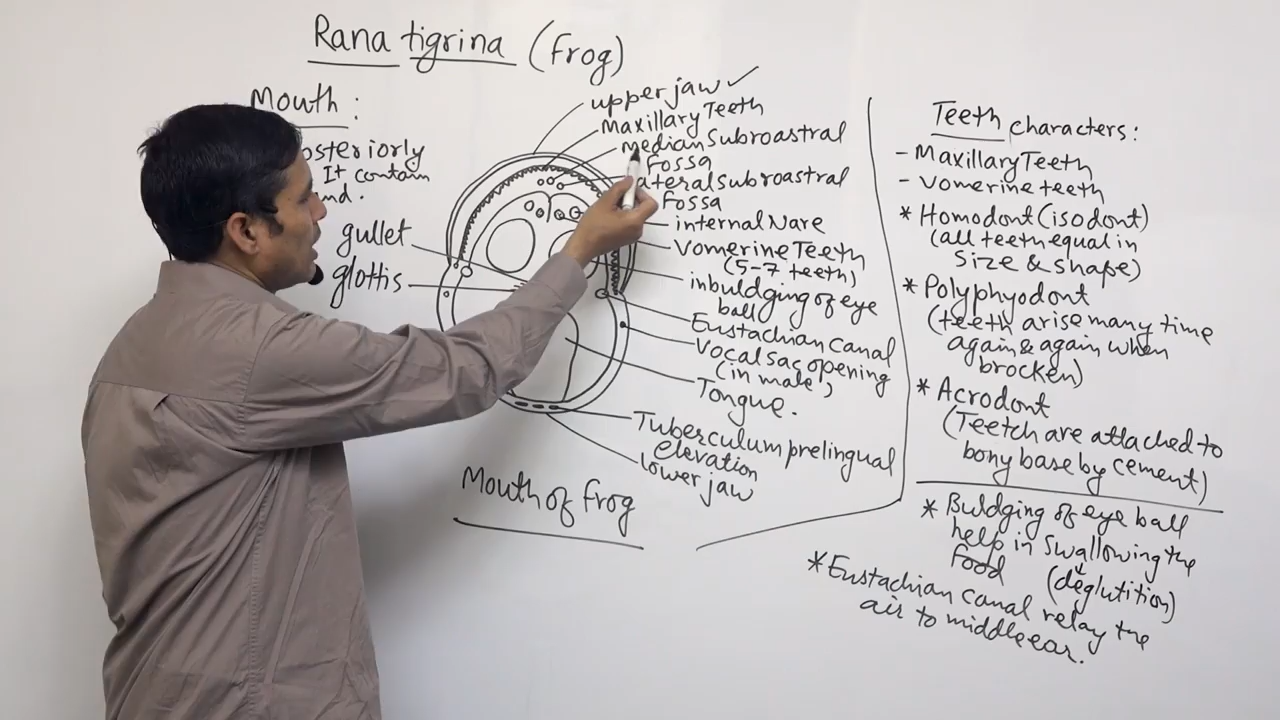 Rana tigrina (frog)
Mouth :
osteriorly
It contain
nd.
gullet
glottis
upper jaw ✓
Maxillary Teeth
Median Subroastral
Fossa
ateral subroastral
Fossa
internal Nare
Vomerine Teeth
(5-7 teeth)
inbuldging of eye
ball
Eustachian canal
Vocal sac opening
(in male)
Tongue.
Tuberculum prelingual
elevation
lower jaw
Mouth of frog
Teeth characters:
- Maxillary Teeth
- Vomerine teeth
* Homodont (isodont)
(all teeth equal in
size & shape)
* Polyphyodont
(teeth arise many time
again & again when
brocken)
* Acrodont
(Teetch are attached to
bony base by cement)
* Buldging of eye ball
help in swallowing the
food (deglutition)
* Eustachian canal relay the
air to middle ear.